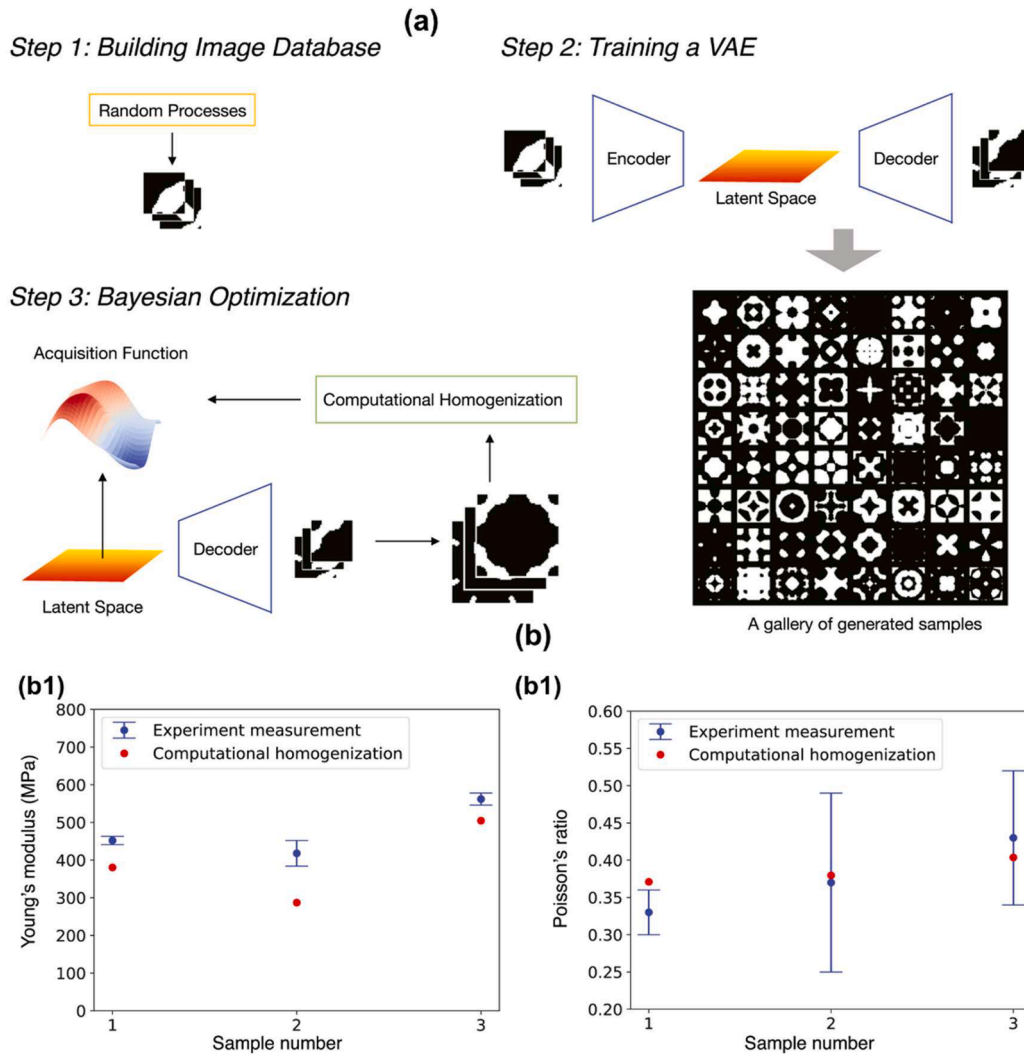 (a)
Step 1: Building Image Database
Random Processes
Step 2: Training a VAE
Encoder
Latent Space
Decoder
Step 3: Bayesian Optimization
Acquisition Function
Computational Homogenization
Decoder
Latent Space
A gallery of generated samples
(b)
(b1)
800
700
600
500
400
300
200
100
0
Young's modulus (MPa)
Experiment measurement
Computational homogenization
1
2
3
Sample number
(b1)
0.60
0.55
0.50
0.45
0.40
0.35
0.30
0.25
0.20
Poisson's ratio
Experiment measurement
Computational homogenization
1
2
3
Sample number